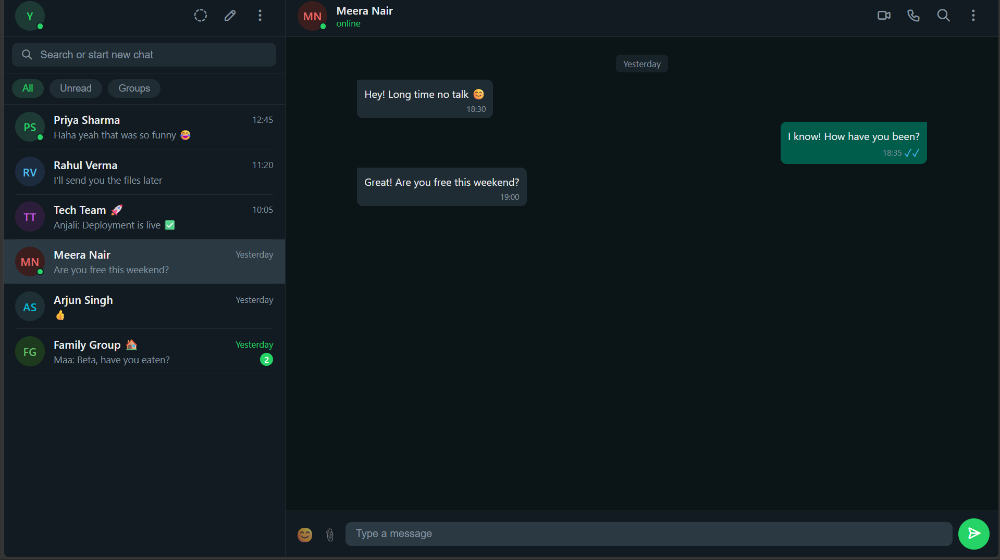 Y
Search or start new chat
All Unread Groups
PS Priya Sharma 12:45
Haha yeah that was so funny 😂
RV Rahul Verma 11:20
I'll send you the files later
TT Tech Team 🚀 10:05
Anjali: Deployment is live ✅
MN Meera Nair Yesterday
Are you free this weekend?
AS Arjun Singh Yesterday
👍
FG Family Group 🏠 Yesterday
Maa: Beta, have you eaten? 2
MN Meera Nair
online
Yesterday
Hey! Long time no talk 😊
18:30
I know! How have you been?
18:35 ✓✓
Great! Are you free this weekend?
19:00
Type a message